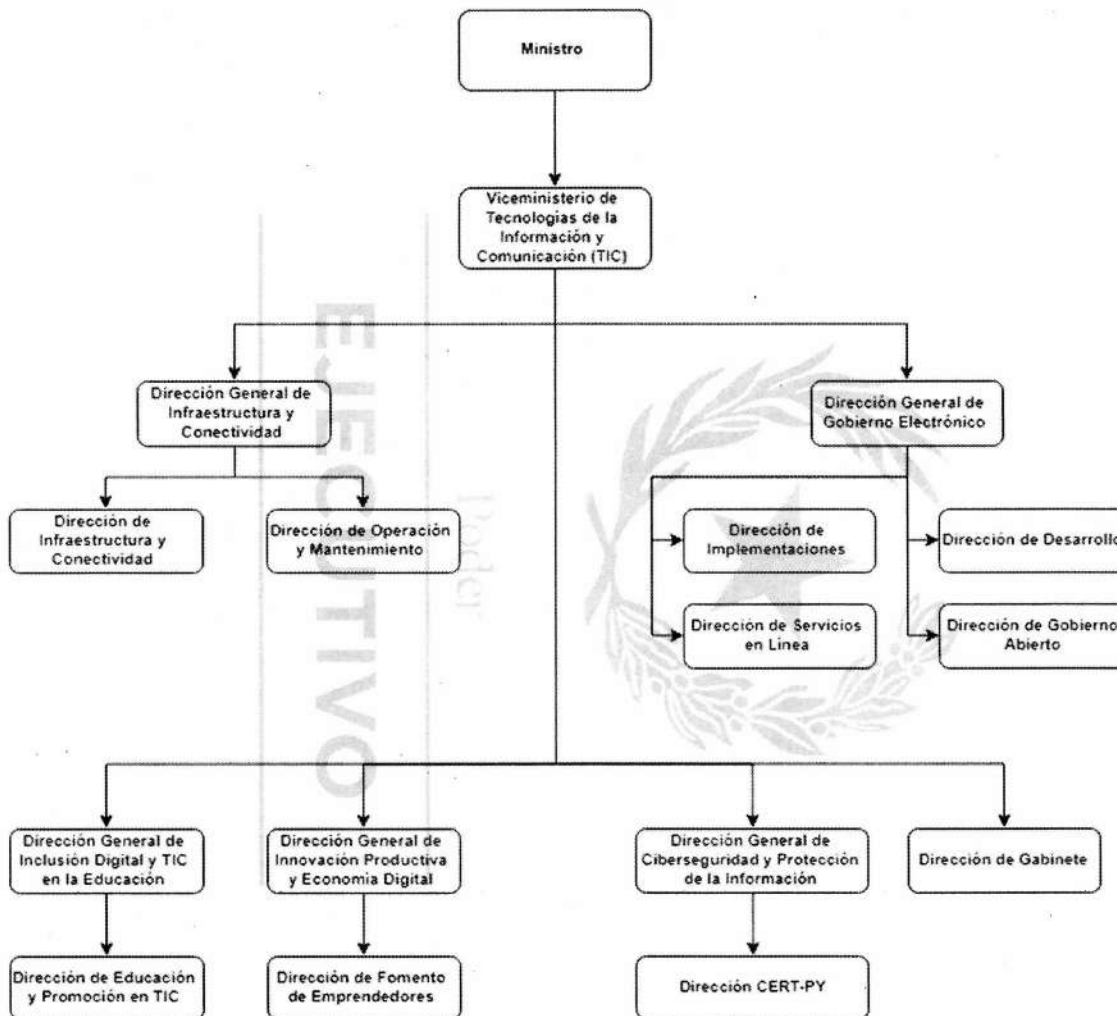 Ministro
Viceministerio de
Tecnologías de la
Información y
Comunicación (TIC)
Dirección General de
Infraestructura y
Conectividad
Dirección General de
Gobierno Electrónico
Dirección de
Infraestructura y
Conectividad
Dirección de Operación
y Mantenimiento
Dirección de
Implementaciones
Dirección de Desarrollo
Dirección de Servicios
en Línea
Dirección de Gobierno
Abierto
Poder
EJECUTIVO
Dirección General de
Inclusión Digital y TIC
en la Educación
Dirección General de
Innovación Productiva
y Economía Digital
Dirección General de
Ciberseguridad y Protección
de la Información
Dirección de Gabinete
Dirección de Educación
y Promoción en TIC
Dirección de Fomento
de Emprendedores
Dirección CERT-PY